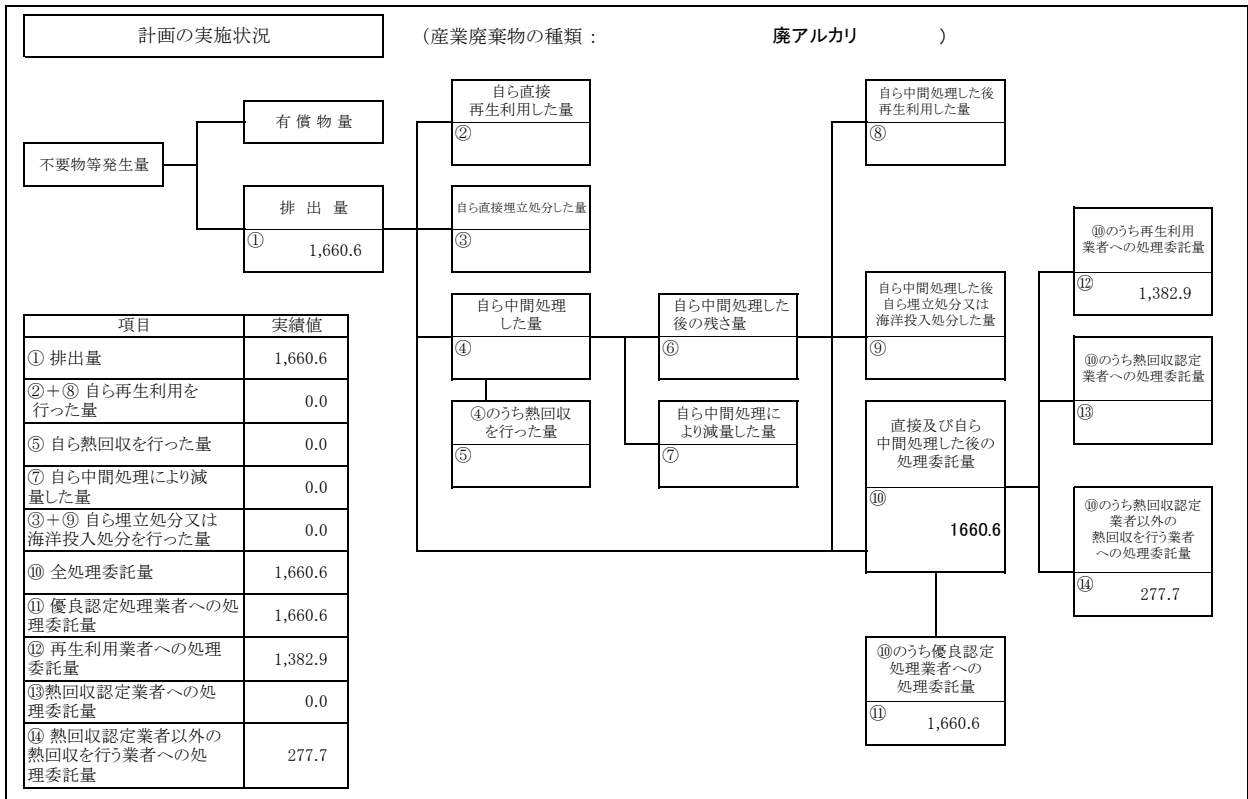 計画の実施状況
（産業廃棄物の種類： 廃アルカリ ）
不要物等発生量
有 償 物 量
排 出 量
① 1,660.6
自ら直接
再生利用した量
②
自ら直接埋立処分した量
③
自ら中間処理
した量
④
④のうち熱回収
を行った量
⑤
自ら中間処理した
後の残さ量
⑥
自ら中間処理に
より減量した量
⑦
自ら中間処理した後
再生利用した量
⑧
自ら中間処理した後
自ら埋立処分又は
海洋投入処分した量
⑨
直接及び自ら
中間処理した後の
処理委託量
⑩
1660.6
⑩のうち優良認定
処理業者への
処理委託量
⑪ 1,660.6
⑩のうち再生利用
業者への処理委託量
⑫ 1,382.9
⑩のうち熱回収認定
業者への処理委託量
⑬
⑩のうち熱回収認定
業者以外の
熱回収を行う業者
への処理委託量
⑭ 277.7
項目 実績値
① 排出量 1,660.6
②＋⑧ 自ら再生利用を
行った量 0.0
⑤ 自ら熱回収を行った量 0.0
⑦ 自ら中間処理により減
量した量 0.0
③＋⑨ 自ら埋立処分又は
海洋投入処分を行った量 0.0
⑩ 全処理委託量 1,660.6
⑪ 優良認定処理業者への処
理委託量 1,660.6
⑫ 再生利用業者への処理
委託量 1,382.9
⑬熱回収認定業者への処
理委託量 0.0
⑭ 熱回収認定業者以外の
熱回収を行う業者への処
理委託量 277.7